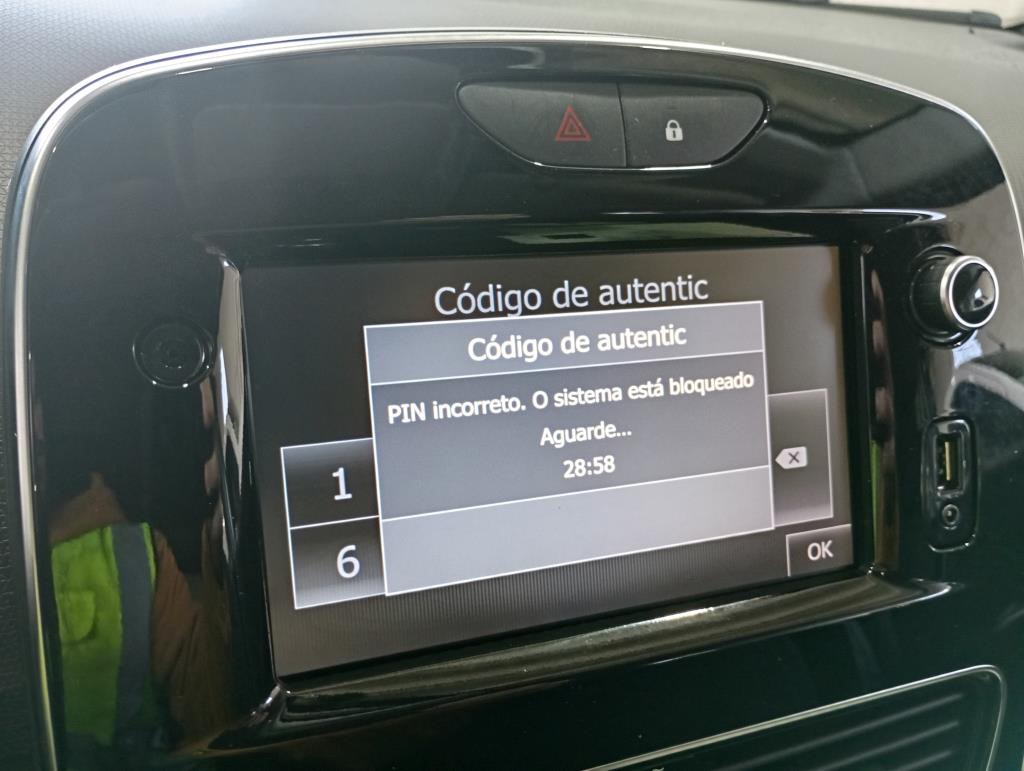 Código de autentic
Código de autentic
PIN incorreto. O sistema está bloqueado
Aguarde...
28:58
1
6
OK